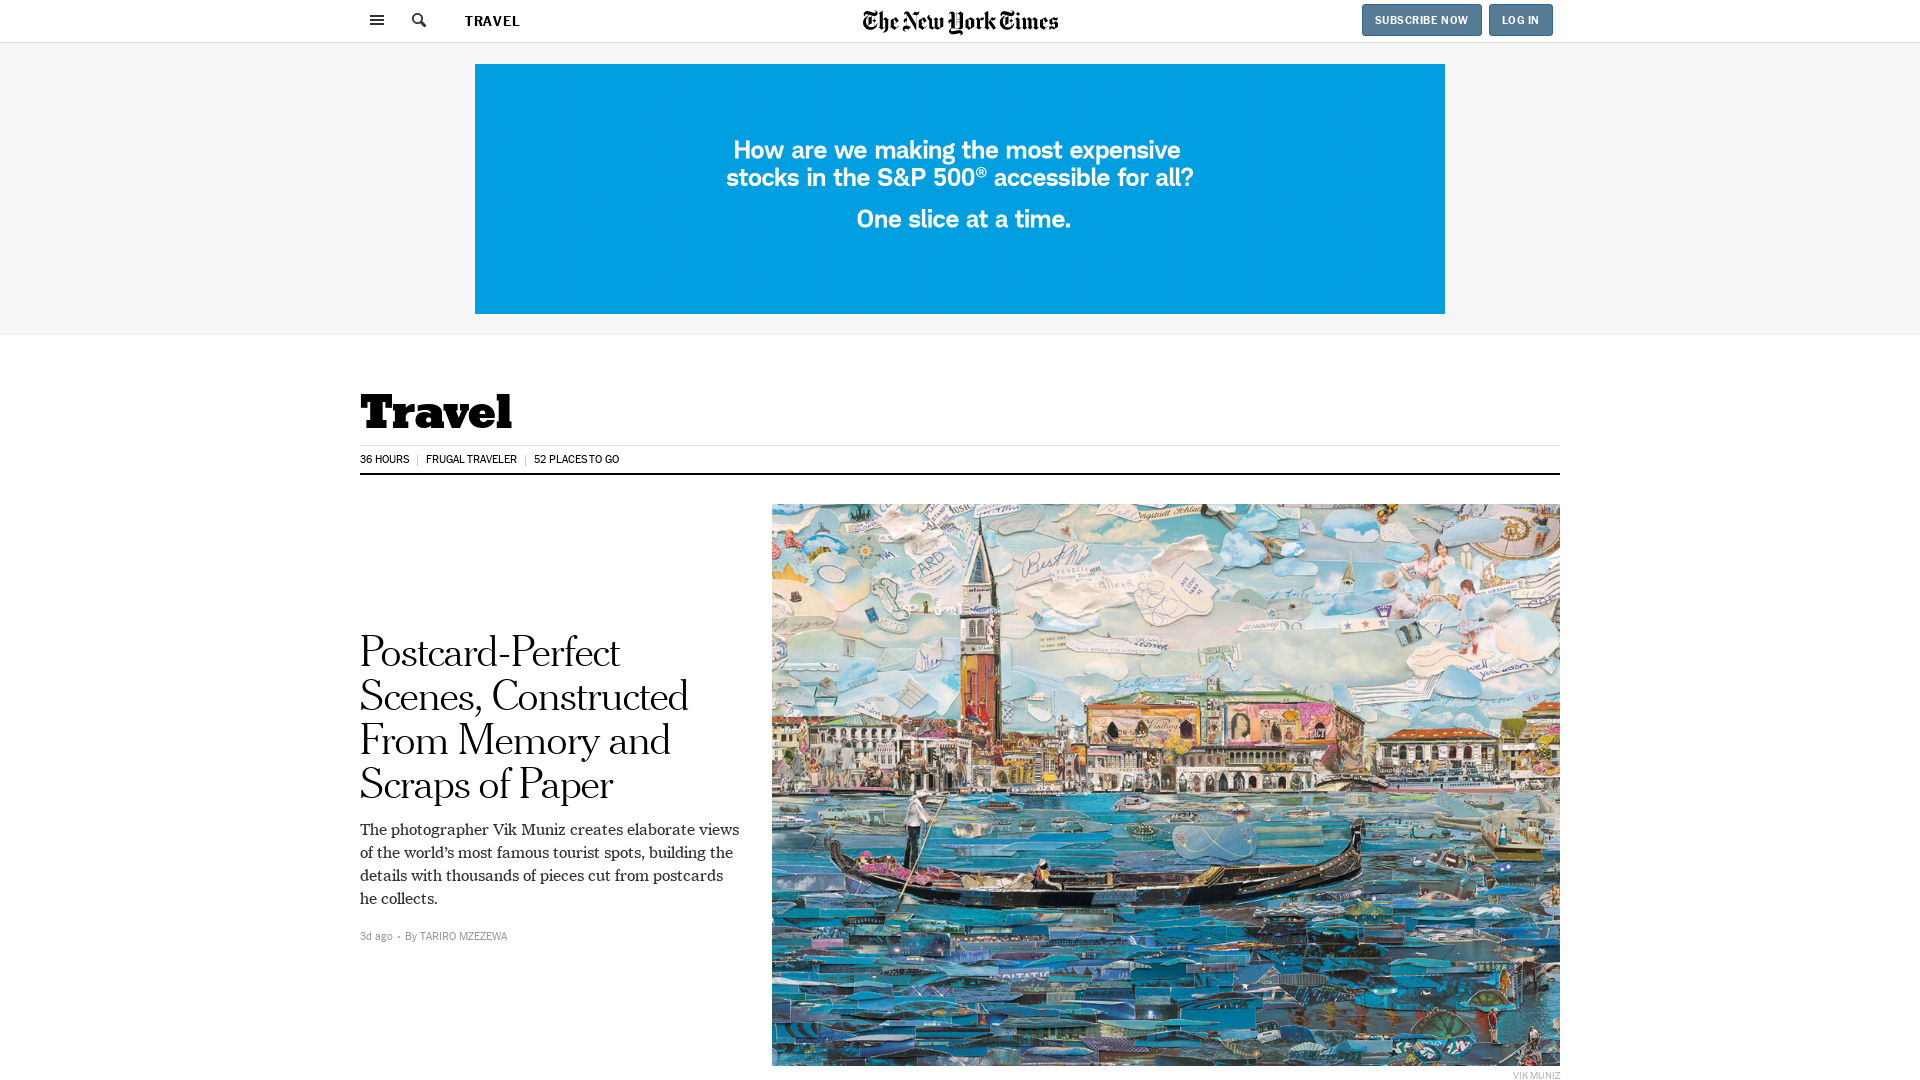 TRAVEL
The New York Times
SUBSCRIBE NOW
LOG IN
How are we making the most expensive
stocks in the S&P 500® accessible for all?
One slice at a time.
Travel
36 HOURS
FRUGAL TRAVELER
52 PLACES TO GO
Postcard-Perfect
Scenes, Constructed
From Memory and
Scraps of Paper
The photographer Vik Muniz creates elaborate views
of the world’s most famous tourist spots, building the
details with thousands of pieces cut from postcards
he collects.
3d ago • By TARIRO MZEZEWA
CARD
VIK MUNIZ